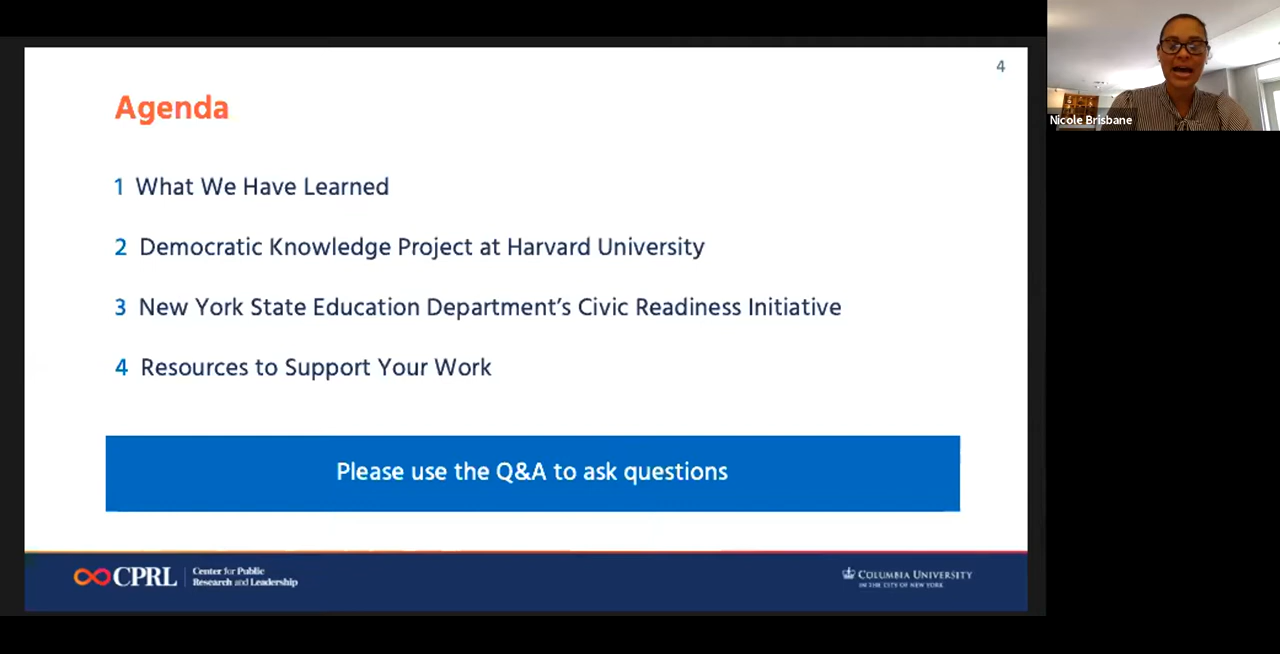 4
Agenda
1 What We Have Learned
2 Democratic Knowledge Project at Harvard University
3 New York State Education Department's Civic Readiness Initiative
4 Resources to Support Your Work
Please use the Q&A to ask questions
CPRL
Center for Public
Research and Leadership
COLUMBIA UNIVERSITY
IN THE CITY OF NEW YORK
Nicole Brisbane